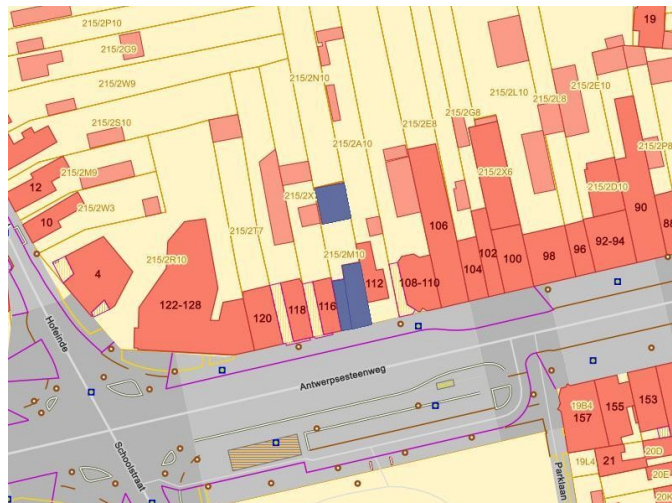 215/2P10
19
215/2G9
215/2N10
215/2W9
215/2L10
215/2E10
215/2L8
215/2G8
215/2S10
215/2E8
215/2A10
215/2P8
215/2M9
215/2X6
12
215/2D10
215/2W3
215/2T7
10
106
90
88
102
92-94
100
98
96
4
215/2R10
215/2M10
112
108-110
104
122-128
120
118
116
Hofeinde
Antwerpsesteenweg
Schoolstraat
Parklaan
19B4
157
155
153
19L4
21
20D